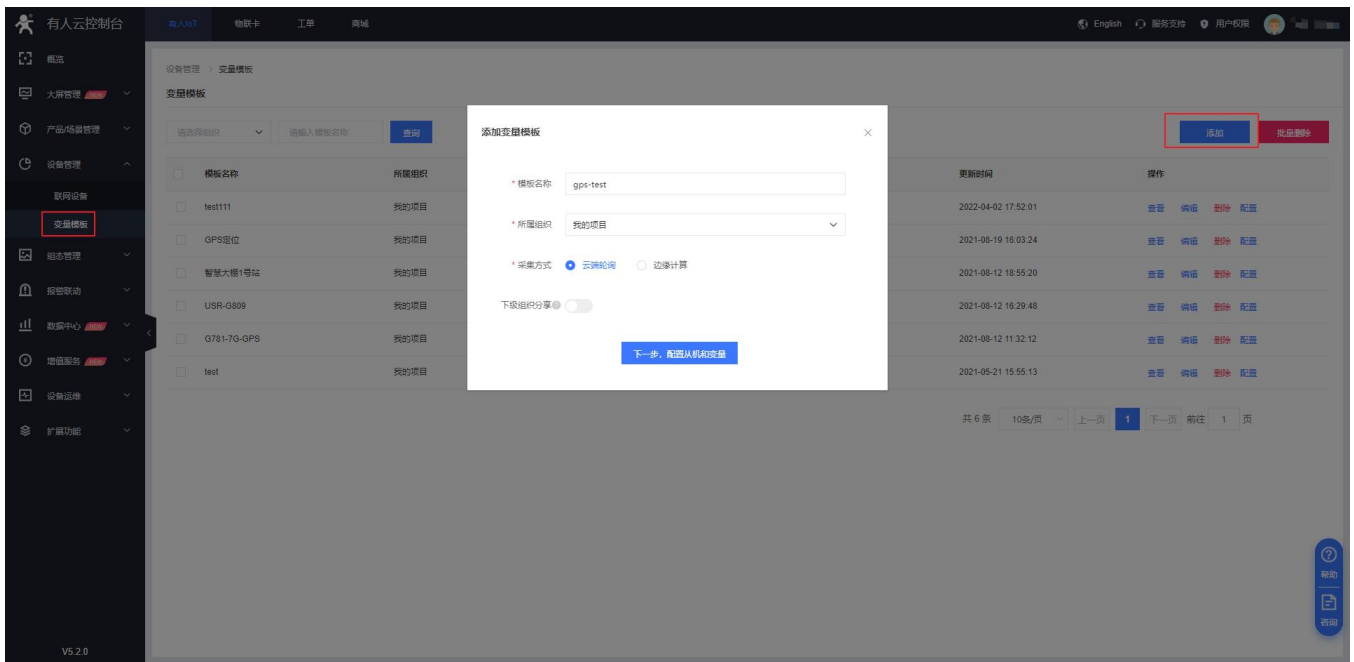 有人云控制台
有人IoT 物联卡 工单 商城
English 服务支持 用户权限
概览
大屏管理 NEW
产品/场景管理
设备管理
联网设备
变量模板
组态管理
报警联动
数据中心 NEW
增值服务 NEW
设备运维
扩展功能
V5.2.0
设备管理 > 变量模板
变量模板
请选择组织 请输入模板名称 查询 添加 批量删除
模板名称 所属组织 更新时间 操作
test111 我的项目 2022-04-02 17:52:01 查看 编辑 删除 配置
GPS定位 我的项目 2021-08-19 16:03:24 查看 编辑 删除 配置
智慧大棚1号站 我的项目 2021-08-12 18:55:20 查看 编辑 删除 配置
USR-G809 我的项目 2021-08-12 16:29:48 查看 编辑 删除 配置
G781-7G-GPS 我的项目 2021-08-12 11:32:12 查看 编辑 删除 配置
test 我的项目 2021-05-21 15:55:13 查看 编辑 删除 配置
共 6 条 10条/页 上一页 1 下一页 前往 1 页
添加变量模板 ×
* 模板名称 gps-test
* 所属组织 我的项目
* 采集方式 云端轮询 边缘计算
下级组织分享
下一步，配置从机和变量
帮助
咨询